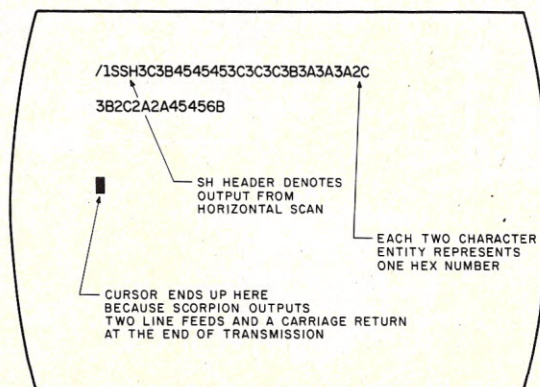 /1SSH3C3B4545453C3C3C3B3A3A3A2C
3B2C2A2A45456B
SH HEADER DENOTES
OUTPUT FROM
HORIZONTAL SCAN
EACH TWO CHARACTER
ENTITY REPRESENTS
ONE HEX NUMBER
CURSOR ENDS UP HERE
BECAUSE SCORPION OUTPUTS
TWO LINE FEEDS AND A CARRIAGE RETURN
AT THE END OF TRANSMISSION